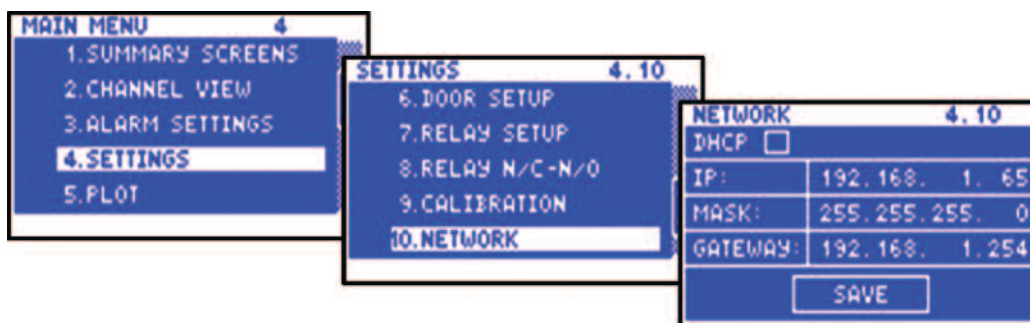 MAIN MENU 4
1.SUMMARY SCREENS
2.CHANNEL VIEW
3.ALARM SETTINGS
4.SETTINGS
5.PLOT
SETTINGS 4.10
6.DOOR SETUP
7.RELAY SETUP
8.RELAY N/C-N/O
9.CALIBRATION
10.NETWORK
NETWORK 4.10
DHCP
IP: 192.168. 1. 65
MASK: 255.255.255. 0
GATEWAY: 192.168. 1.254
SAVE